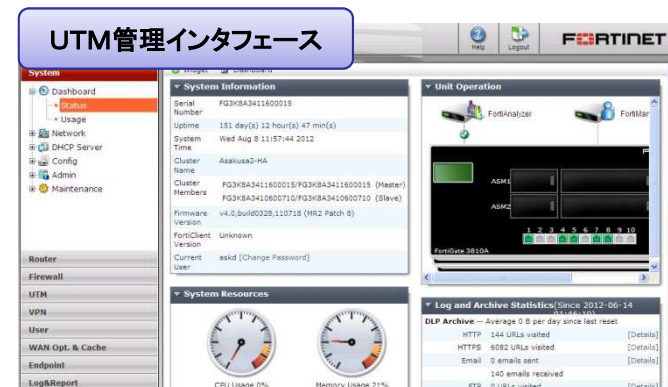 UTM管理インタフェース
Help
Logout
FORTINET
System
Widget
Dashboard
Dashboard
Status
Usage
Network
DHCP Server
Config
Admin
Maintenance
Router
Firewall
UTM
VPN
User
WAN Opt. & Cache
Endpoint
Log&Report
System Information
Serial Number FG3K8A3411600015
Uptime 151 day(s) 12 hour(s) 47 min(s)
System Time Wed Aug 8 11:57:44 2012
Cluster Name Asakusa2-HA
Cluster Members FG3K8A3411600015/FG3K8A3411600015 (Master)
FG3K8A3410600710/FG3K8A3410600710 (Slave)
Firmware Version v4.0,build0328,110718 (MR2 Patch 8)
FortiClient Version Unknown
Current User askd [Change Password]
System Resources
CPU Usage 0%
Memory Usage 21%
Unit Operation
FortiAnalyzer
FortiMan
ASM1
ASM2
1 2 3 4 5 6 7 8 9 10
FortiGate 3810A
Log and Archive Statistics(Since 2012-06-14
DLP Archive -- Average 0 B per day since last reset
HTTP 144 URLs visited [Details]
HTTPS 6082 URLs visited [Details]
Email 0 emails sent [Details]
140 emails received
FTP 0 URLs visited [Details]